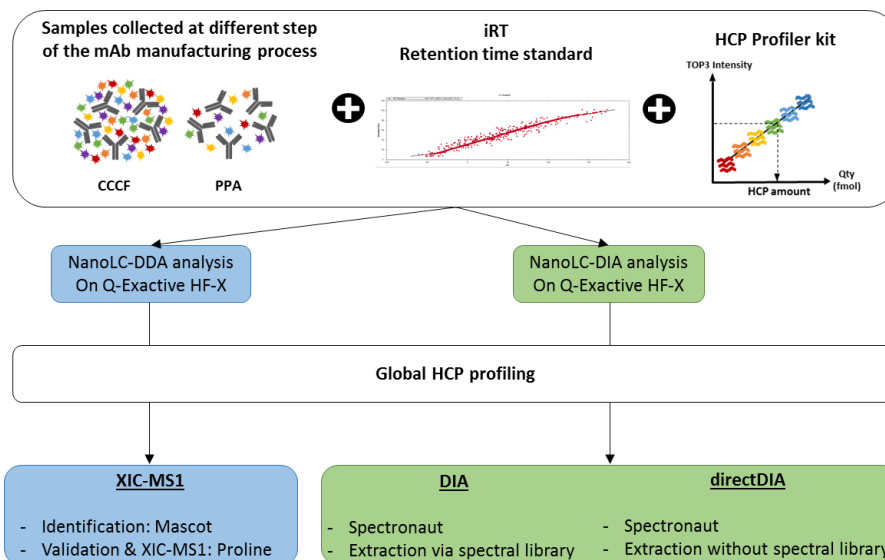 Samples collected at different step
of the mAb manufacturing process
CCCF
PPA
iRT
Retention time standard
HCP Profiler kit
TOP3 Intensity
Qty
(fmol)
HCP amount
NanoLC-DDA analysis
On Q-Exactive HF-X
NanoLC-DIA analysis
On Q-Exactive HF-X
Global HCP profiling
XIC-MS1
- Identification: Mascot
- Validation & XIC-MS1: Proline
DIA
- Spectronaut
- Extraction via spectral library
directDIA
- Spectronaut
- Extraction without spectral library